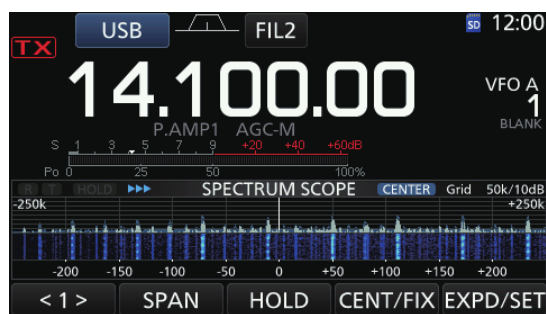 USB FIL2 SD 12:00
TX
14.100.00 VFO A
1
P.AMP1 AGC-M BLANK
S 1 3 5 7 9 +20 +40 +60dB
Po 0 25 50 100%
R T HOLD SPECTRUM SCOPE CENTER Grid 50k/10dB
-250k +250k
-200 -150 -100 -50 0 +50 +100 +150 +200
< 1 > SPAN HOLD CENT/FIX EXPD/SET